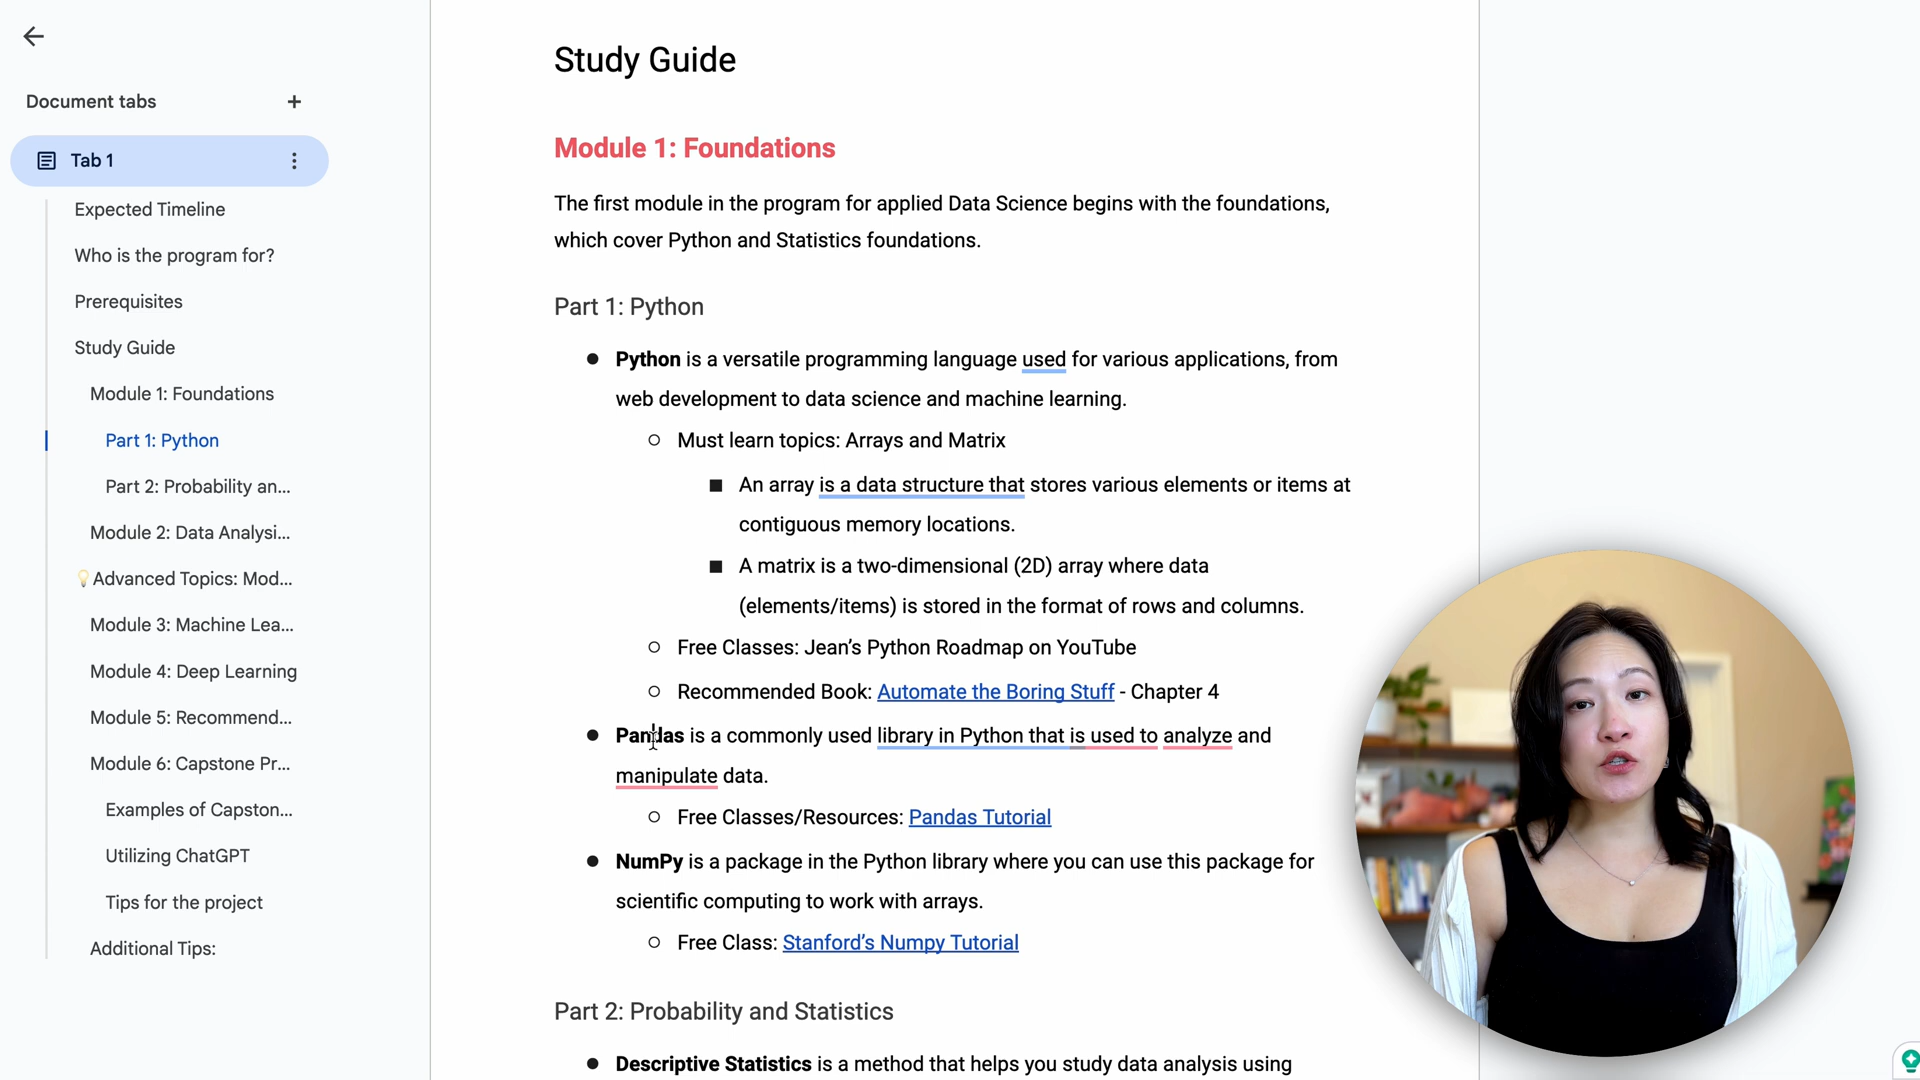 Document tabs
Tab 1
Expected Timeline
Who is the program for?
Prerequisites
Study Guide
Module 1: Foundations
Part 1: Python
Part 2: Probability an...
Module 2: Data Analysi...
Advanced Topics: Mod...
Module 3: Machine Lea...
Module 4: Deep Learning
Module 5: Recommend...
Module 6: Capstone Pr...
Examples of Capston...
Utilizing ChatGPT
Tips for the project
Additional Tips:
Study Guide
Module 1: Foundations
The first module in the program for applied Data Science begins with the foundations,
which cover Python and Statistics foundations.
Part 1: Python
Python is a versatile programming language used for various applications, from
web development to data science and machine learning.
Must learn topics: Arrays and Matrix
An array is a data structure that stores various elements or items at
contiguous memory locations.
A matrix is a two-dimensional (2D) array where data
(elements/items) is stored in the format of rows and columns.
Free Classes: Jean’s Python Roadmap on YouTube
Recommended Book: Automate the Boring Stuff - Chapter 4
Pandas is a commonly used library in Python that is used to analyze and
manipulate data.
Free Classes/Resources: Pandas Tutorial
NumPy is a package in the Python library where you can use this package for
scientific computing to work with arrays.
Free Class: Stanford’s Numpy Tutorial
Part 2: Probability and Statistics
Descriptive Statistics is a method that helps you study data analysis using